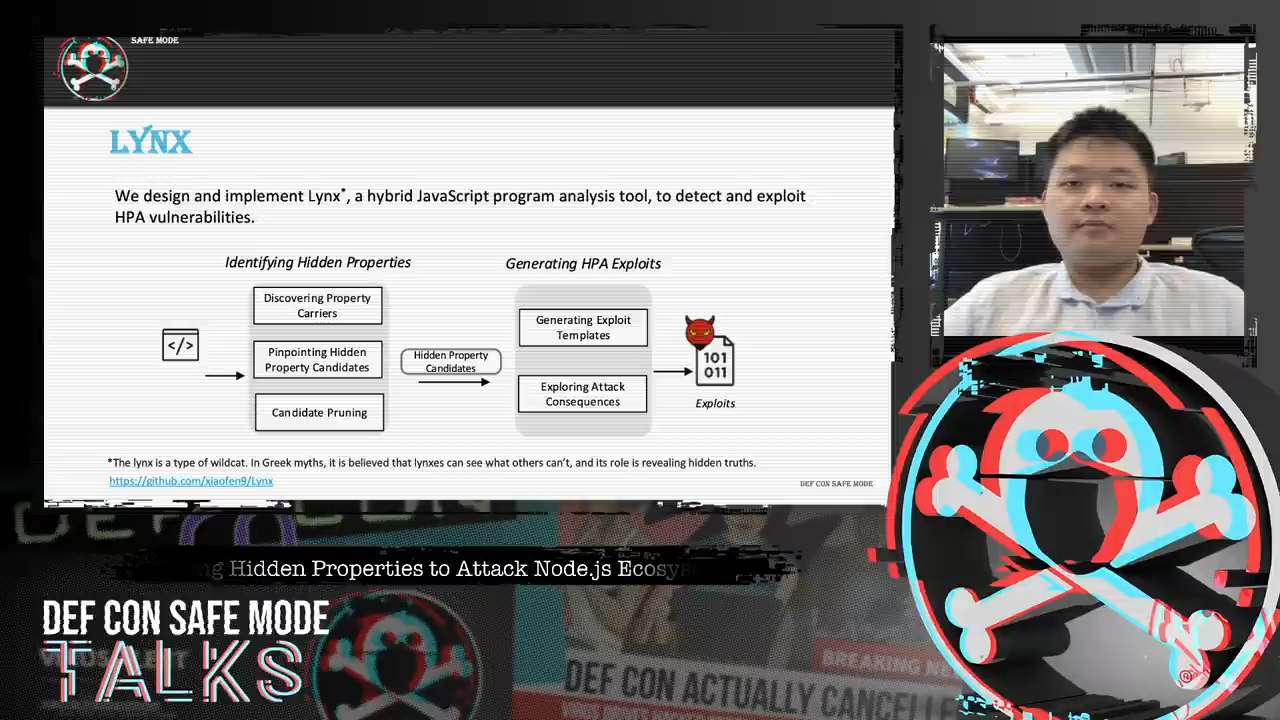 SAFE MODE
LYNX
We design and implement Lynx*, a hybrid JavaScript program analysis tool, to detect and exploit
HPA vulnerabilities.
Identifying Hidden Properties
Generating HPA Exploits
Discovering Property
Carriers
Pinpointing Hidden
Property Candidates
Candidate Pruning
Hidden Property
Candidates
Generating Exploit
Templates
Exploring Attack
Consequences
</>
101
011
Exploits
*The lynx is a type of wildcat. In Greek myths, it is believed that lynxes can see what others can't, and its role is revealing hidden truths.
https://github.com/xiaofen9/Lynx
DEF CON SAFE MODE
DEF CON
Hidden Properties to Attack Node.js
DEF CON SAFE MODE
TALKS
BREAKING
DEF CON ACTUALLY
®